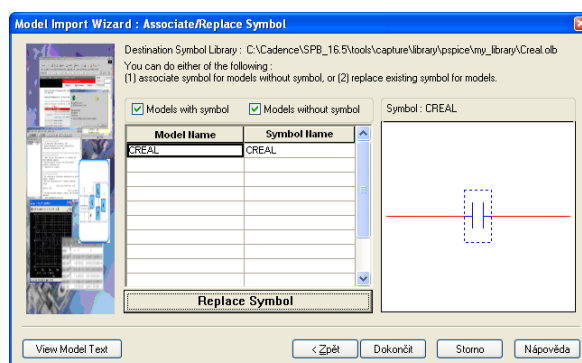 Model Import Wizard : Associate/Replace Symbol
Destination Symbol Library : C:\Cadence\SPB_16.5\tools\capture\library\pspice\my_library\Creal.olb
You can do either of the following :
(1) associate symbol for models without symbol, or (2) replace existing symbol for models.
Models with symbol Models without symbol
Symbol : CREAL
Model Name Symbol Name
CREAL CREAL
Replace Symbol
View Model Text < Zpět Dokončit Storno Nápověda